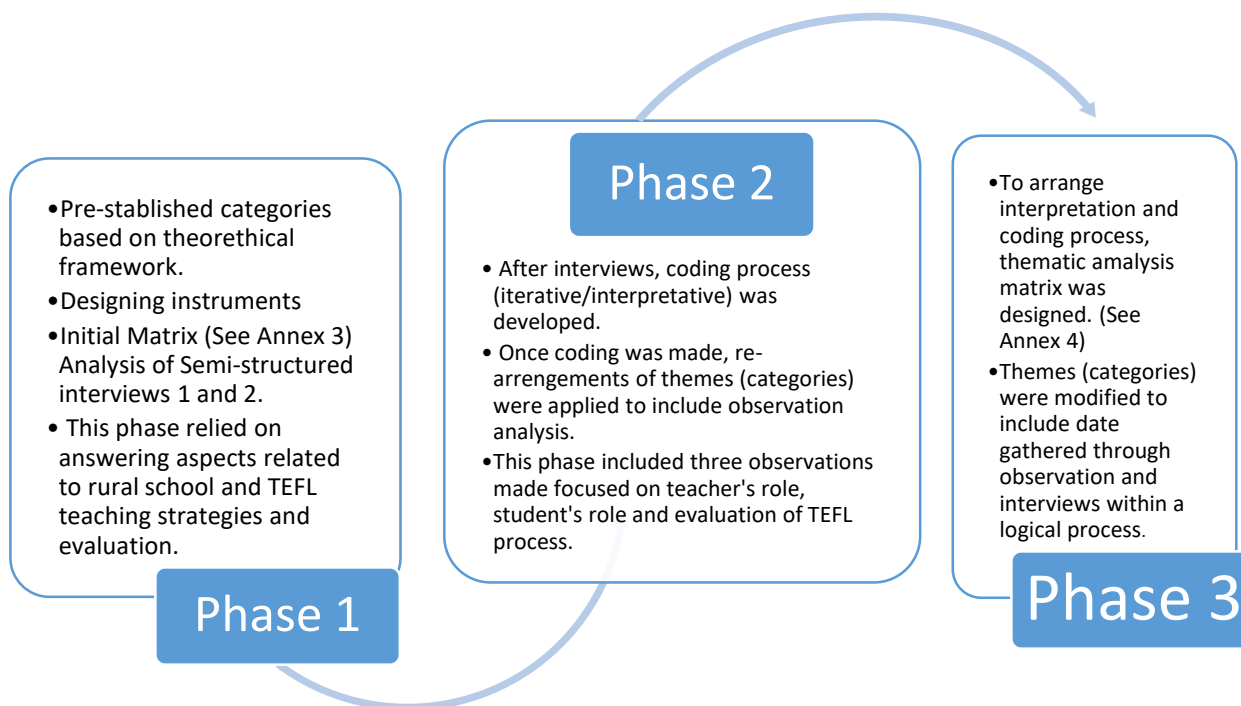 •Pre-stablished categories
based on theorethical
framework.
•Designing instruments
•Initial Matrix (See Annex 3)
Analysis of Semi-structured
interviews 1 and 2.
• This phase relied on
answering aspects related
to rural school and TEFL
teaching strategies and
evaluation.
Phase 1
Phase 2
• After interviews, coding process
(iterative/interpretative) was
developed.
• Once coding was made, re-
arrengements of themes (categories)
were applied to include observation
analysis.
•This phase included three observations
made focused on teacher's role,
student's role and evaluation of TEFL
process.
•To arrange
interpretation and
coding process,
thematic amalysis
matrix was
designed. (See
Annex 4)
•Themes (categories)
were modified to
include date
gathered through
observation and
interviews within a
logical process.
Phase 3